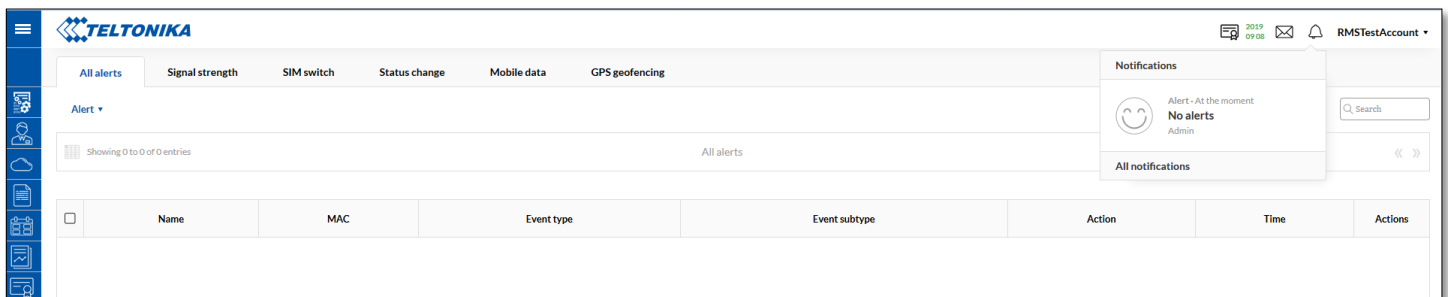 TELTONIKA
2019
09 08
RMSTestAccount
All alerts Signal strength SIM switch Status change Mobile data GPS geofencing
Notifications
Alert
Alert - At the moment
No alerts
Admin
Search
Showing 0 to 0 of 0 entries
All alerts
All notifications
Name MAC Event type Event subtype Action Time Actions